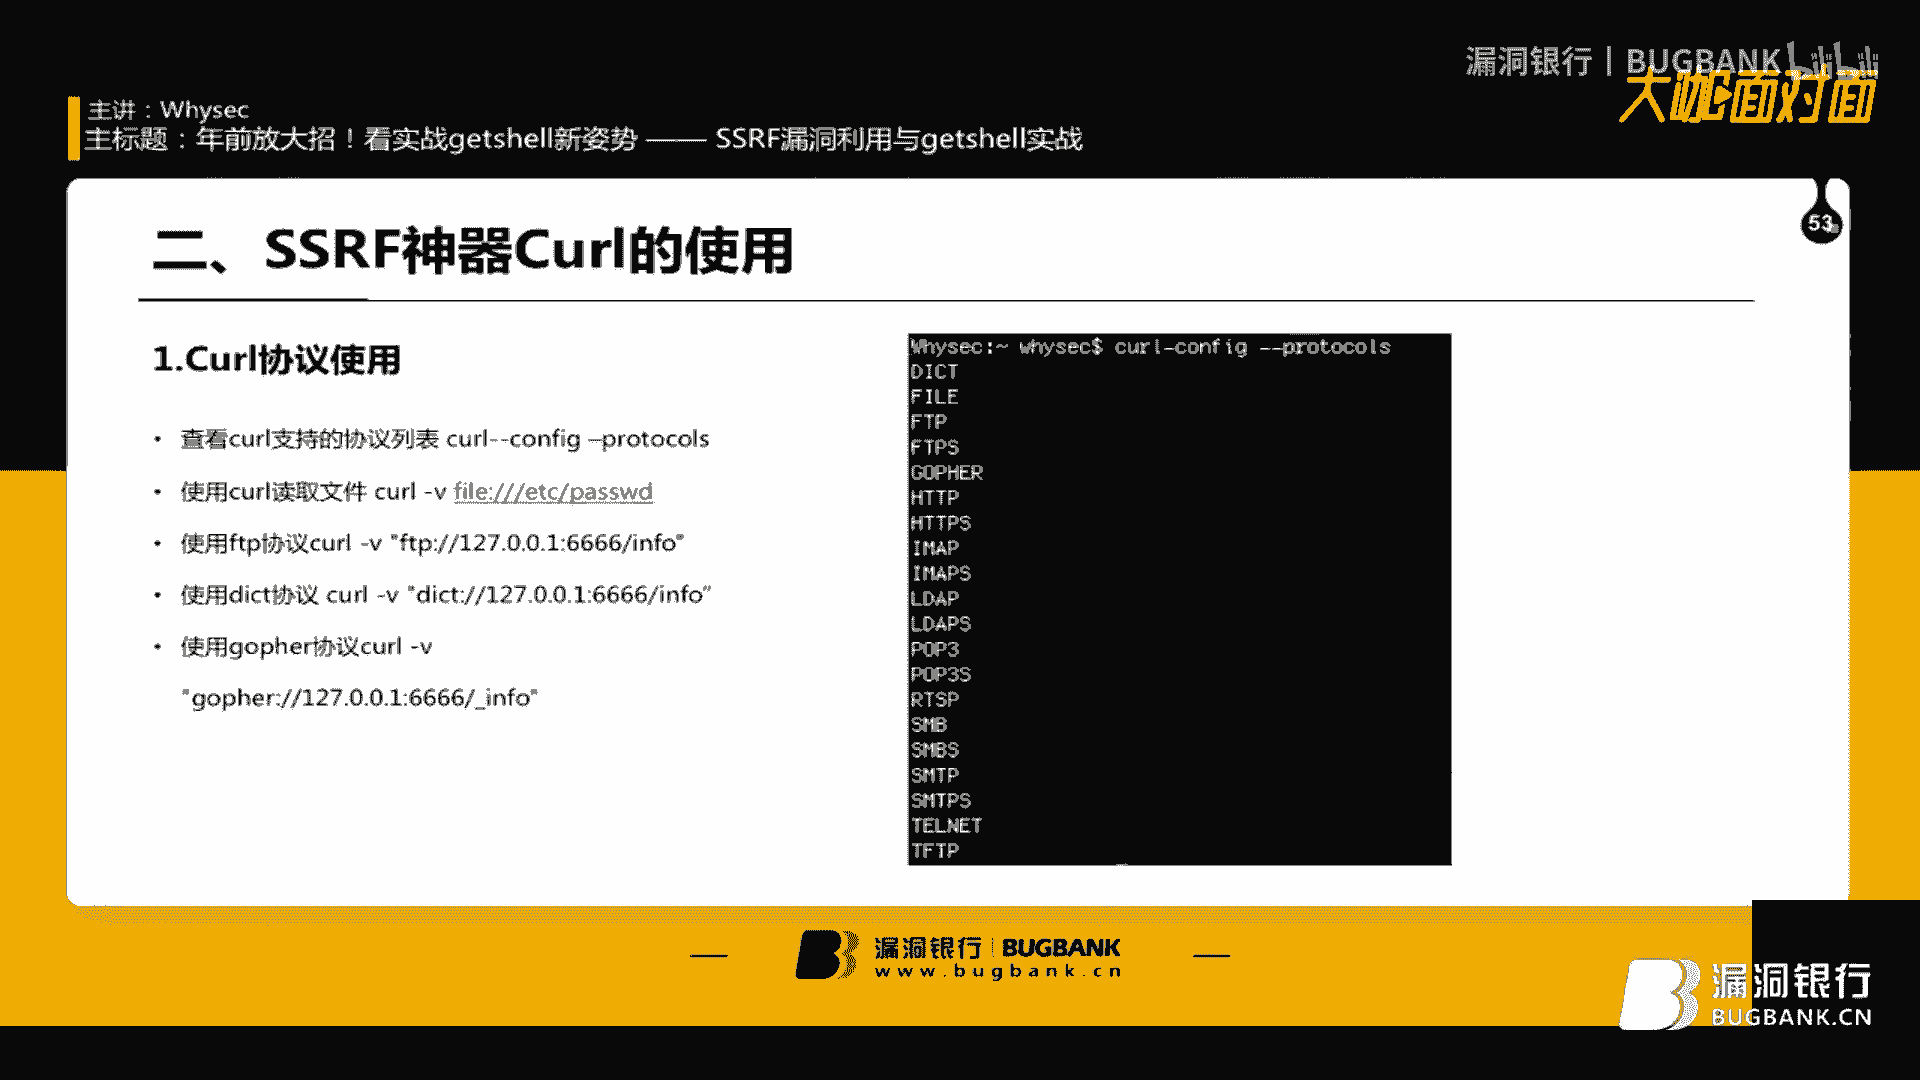 漏洞银行 | BUGBANK bilibili
大咖面对面
主讲：Whysec
主标题：年前放大招！看实战getshell新姿势 —— SSRF漏洞利用与getshell实战
53
二、SSRF神器Curl的使用
1.Curl协议使用
• 查看curl支持的协议列表 curl--config –protocols
• 使用curl读取文件 curl -v file:///etc/passwd
• 使用ftp协议curl -v "ftp://127.0.0.1:6666/info"
• 使用dict协议 curl -v "dict://127.0.0.1:6666/info"
• 使用gopher协议curl -v
"gopher://127.0.0.1:6666/_info"
Whysec:~ whysec$ curl-config --protocols
DICT
FILE
FTP
FTPS
GOPHER
HTTP
HTTPS
IMAP
IMAPS
LDAP
LDAPS
POP3
POP3S
RTSP
SMB
SMBS
SMTP
SMTPS
TELNET
TFTP
漏洞银行 | BUGBANK
www.bugbank.cn
漏洞银行
BUGBANK.CN